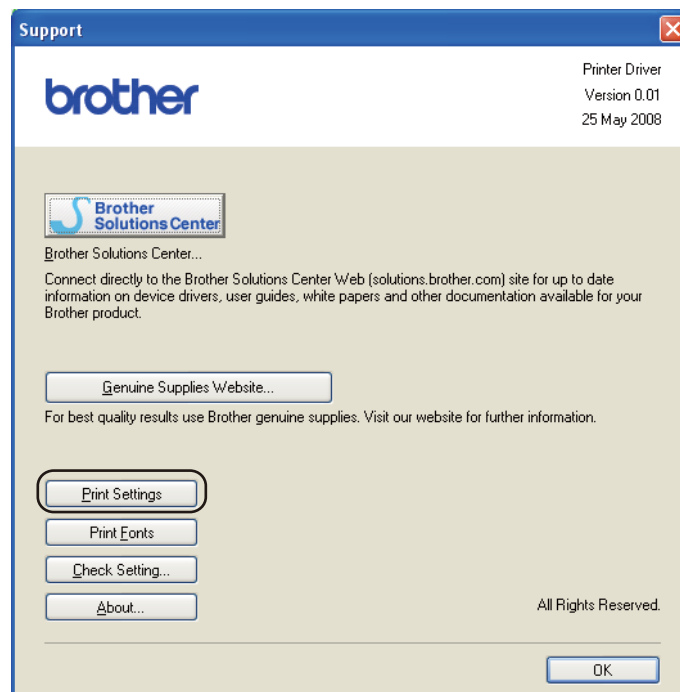 Support
brother
Printer Driver
Version 0.01
25 May 2008
Brother
Solutions Center
Brother Solutions Center...
Connect directly to the Brother Solutions Center Web (solutions.brother.com) site for up to date
information on device drivers, user guides, white papers and other documentation available for your
Brother product.
Genuine Supplies Website...
For best quality results use Brother genuine supplies. Visit our website for further information.
Print Settings
Print Fonts
Check Setting...
About...
All Rights Reserved.
OK